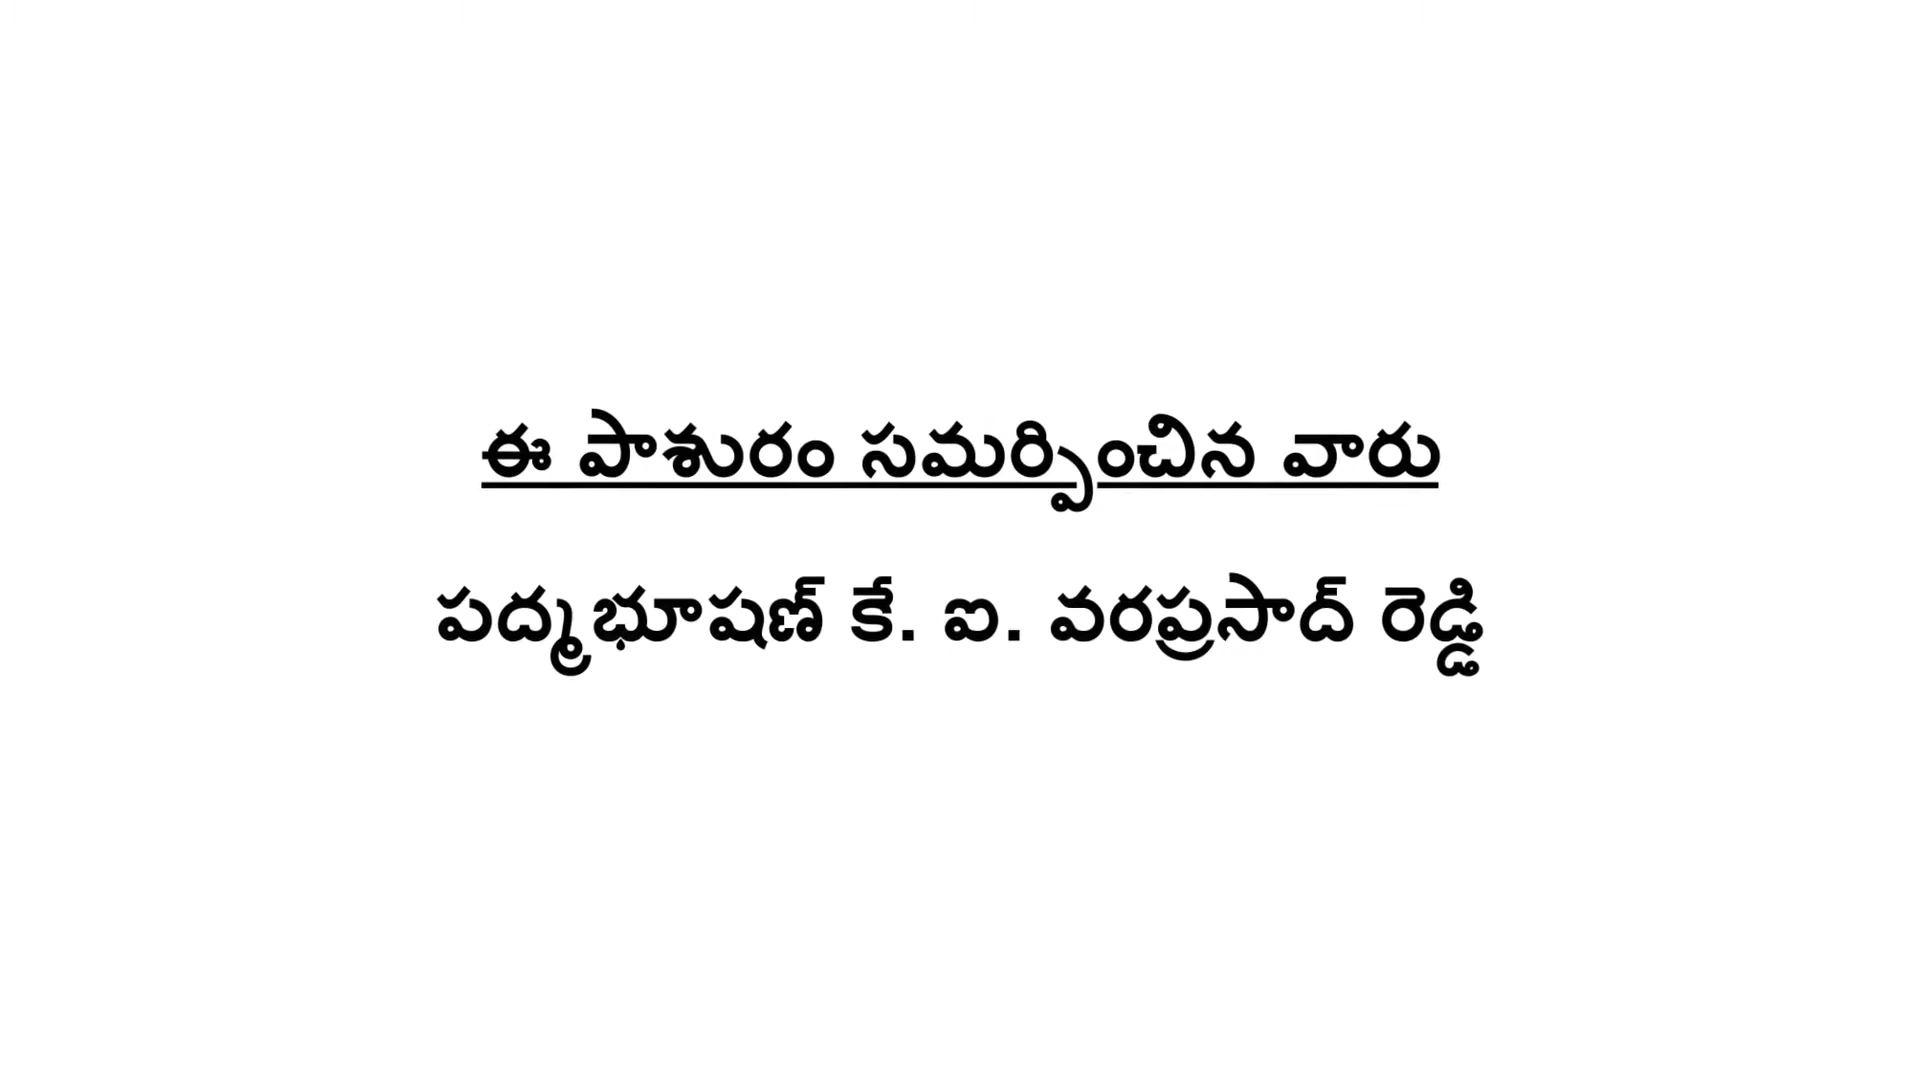 ఈ పాశురం సమర్పించిన వారు
పద్మభూషణ్ కే. ఐ. వరప్రసాద్ రెడ్డి